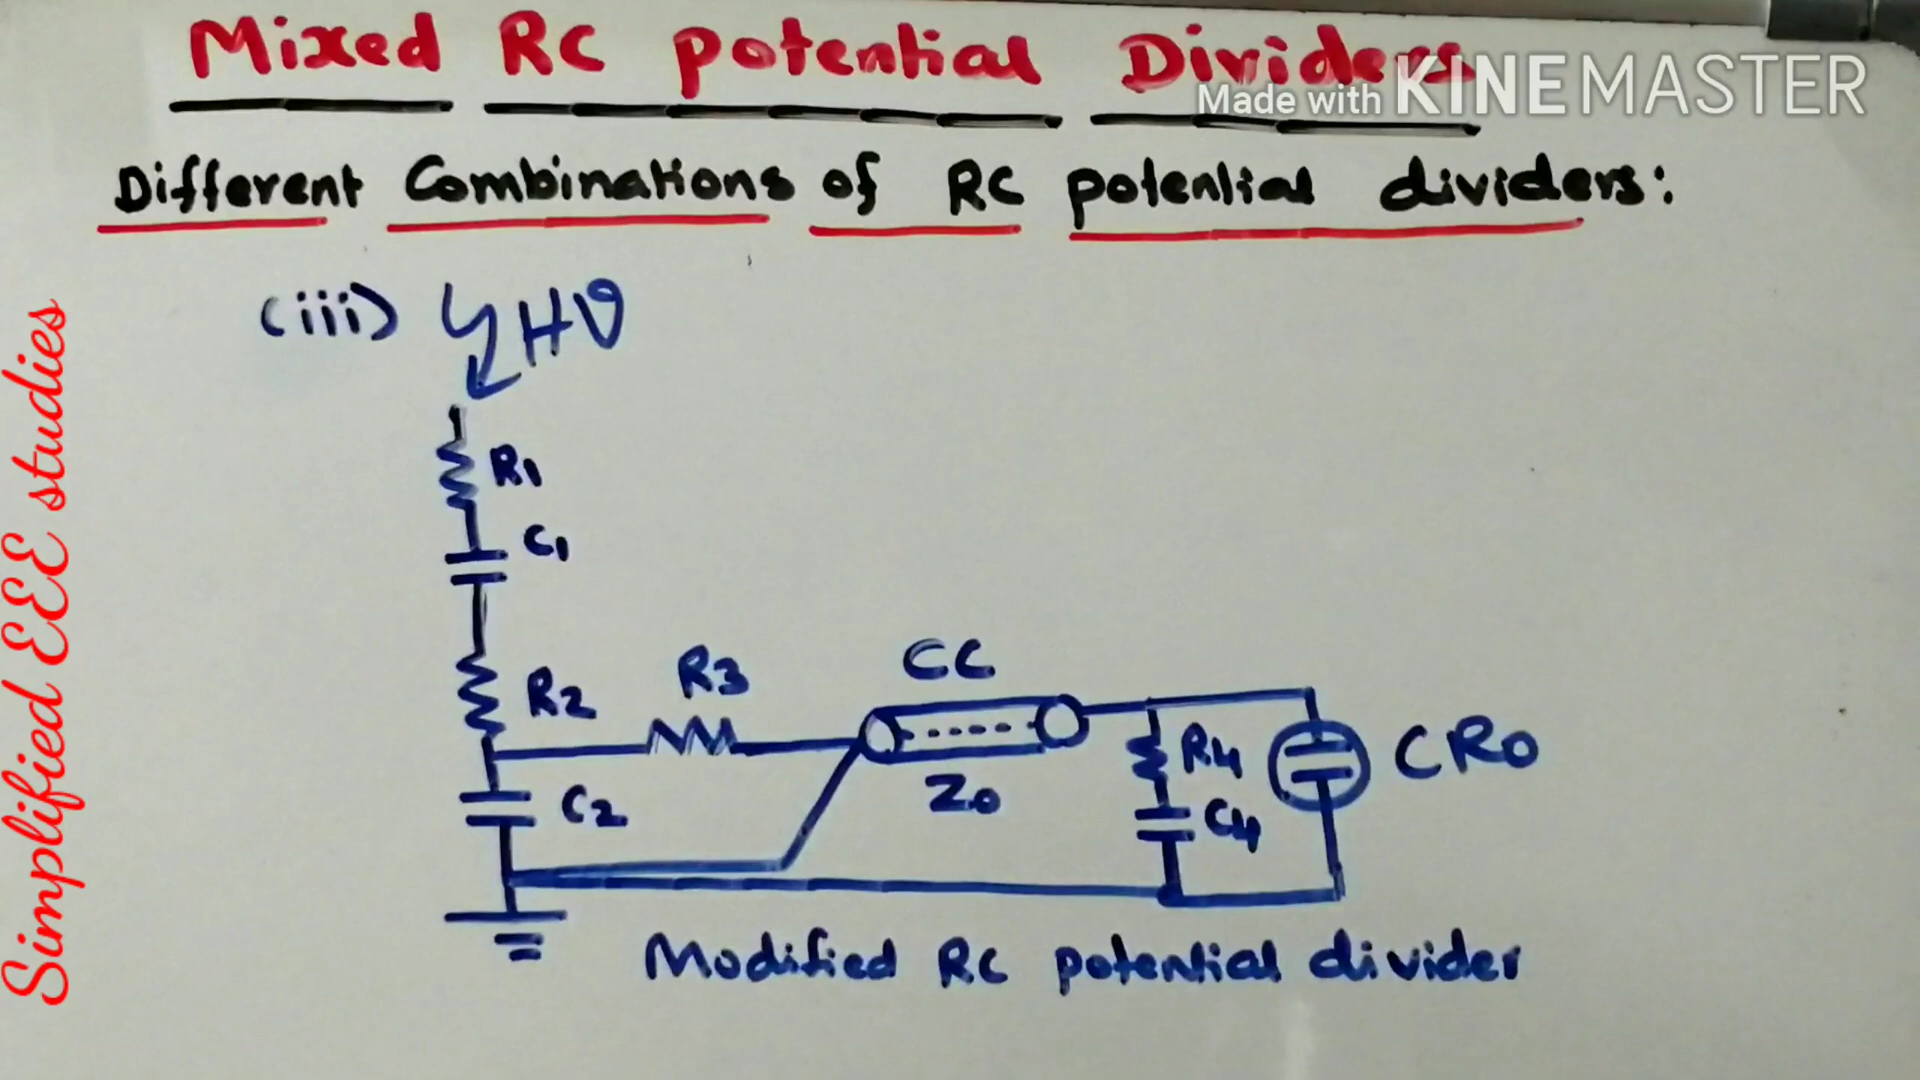 Mixed RC potential Dividers
Made with KINEMASTER
Different Combinations of RC potential dividers:
Simplified EEE studies
(iii) HV
R1
C1
R2
R3
CC
Z0
C2
R4
C4
CRO
Modified RC potential divider